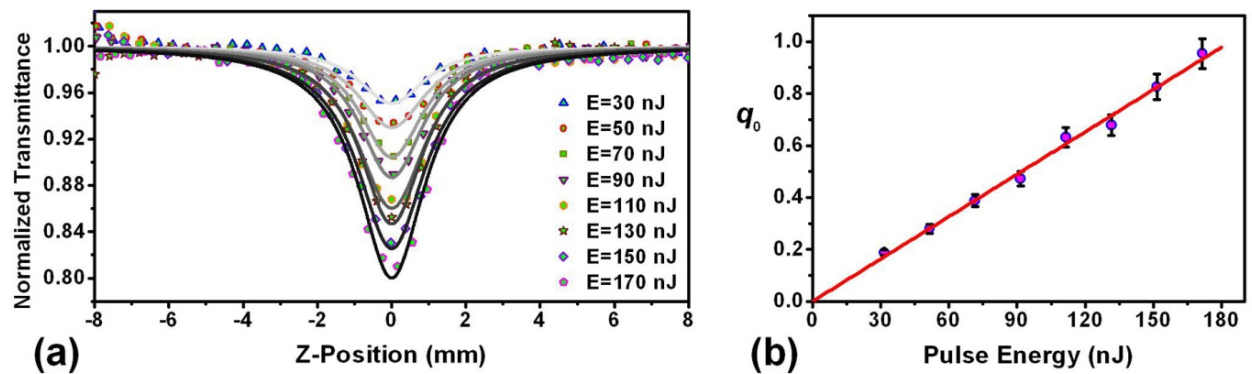 Normalized Transmittance
1.00
0.96
0.92
0.88
0.84
0.80
-8
-6
-4
-2
0
2
4
6
8
Z-Position (mm)
E=30 nJ
E=50 nJ
E=70 nJ
E=90 nJ
E=110 nJ
E=130 nJ
E=150 nJ
E=170 nJ
(a)
q0
1.0
0.8
0.6
0.4
0.2
0.0
0
30
60
90
120
150
180
Pulse Energy (nJ)
(b)